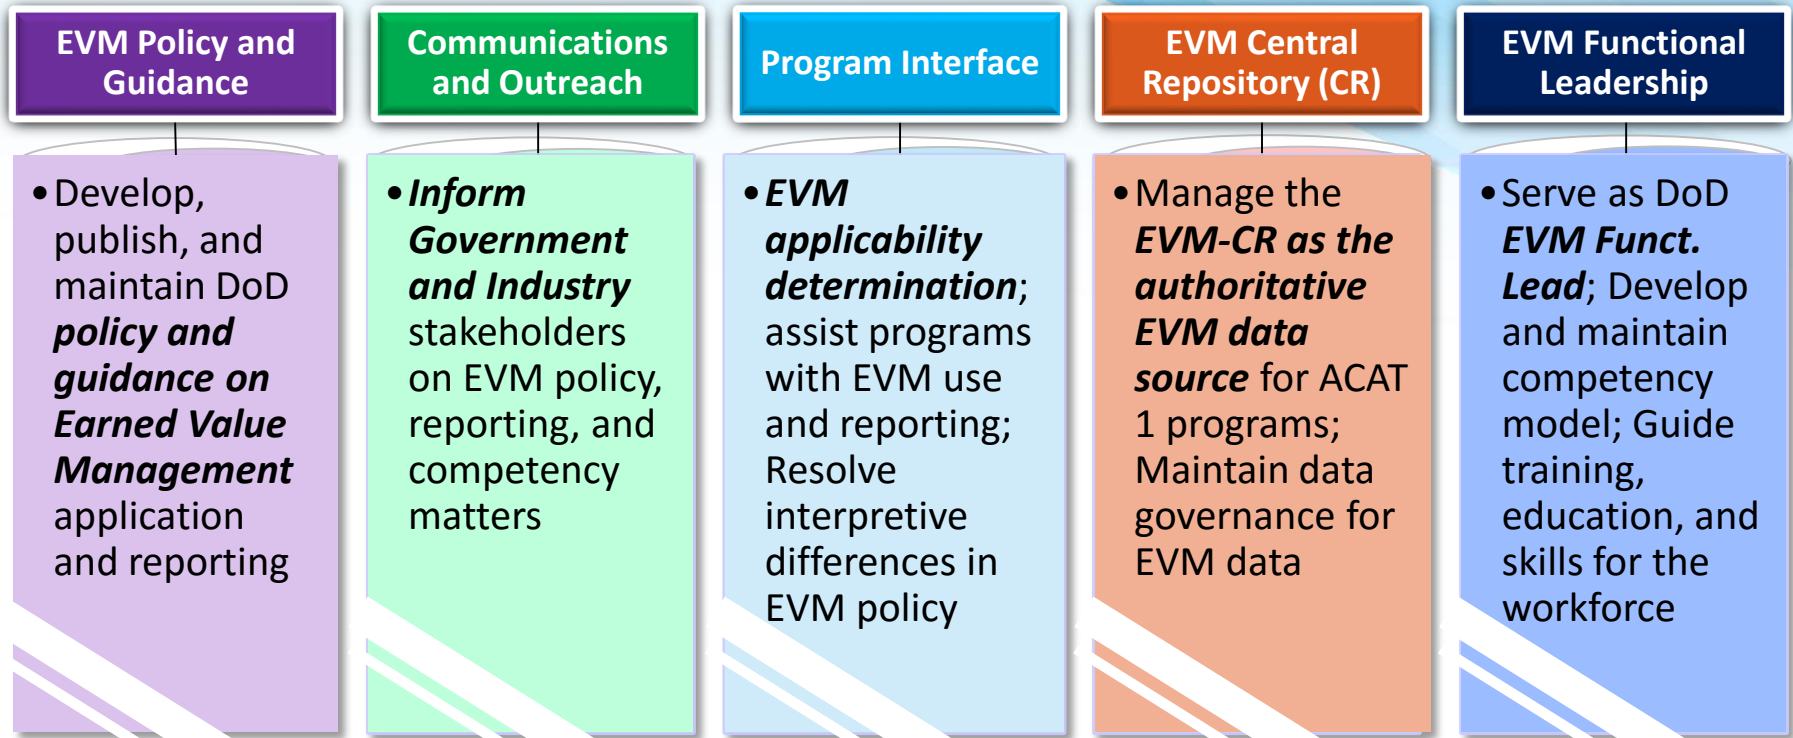 EVM Policy and
Guidance
• Develop,
publish, and
maintain DoD
policy and
guidance on
Earned Value
Management
application
and reporting
Communications
and Outreach
• Inform
Government
and Industry
stakeholders
on EVM policy,
reporting, and
competency
matters
Program Interface
• EVM
applicability
determination;
assist programs
with EVM use
and reporting;
Resolve
interpretive
differences in
EVM policy
EVM Central
Repository (CR)
• Manage the
EVM-CR as the
authoritative
EVM data
source for ACAT
1 programs;
Maintain data
governance for
EVM data
EVM Functional
Leadership
• Serve as DoD
EVM Funct.
Lead; Develop
and maintain
competency
model; Guide
training,
education, and
skills for the
workforce